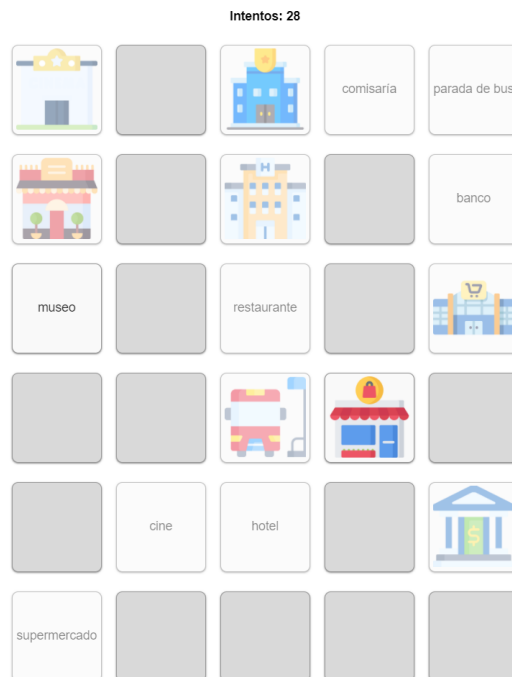 Intentos: 28
comisaría
parada de bus
H
banco
museo
restaurante
cine
hotel
$
supermercado